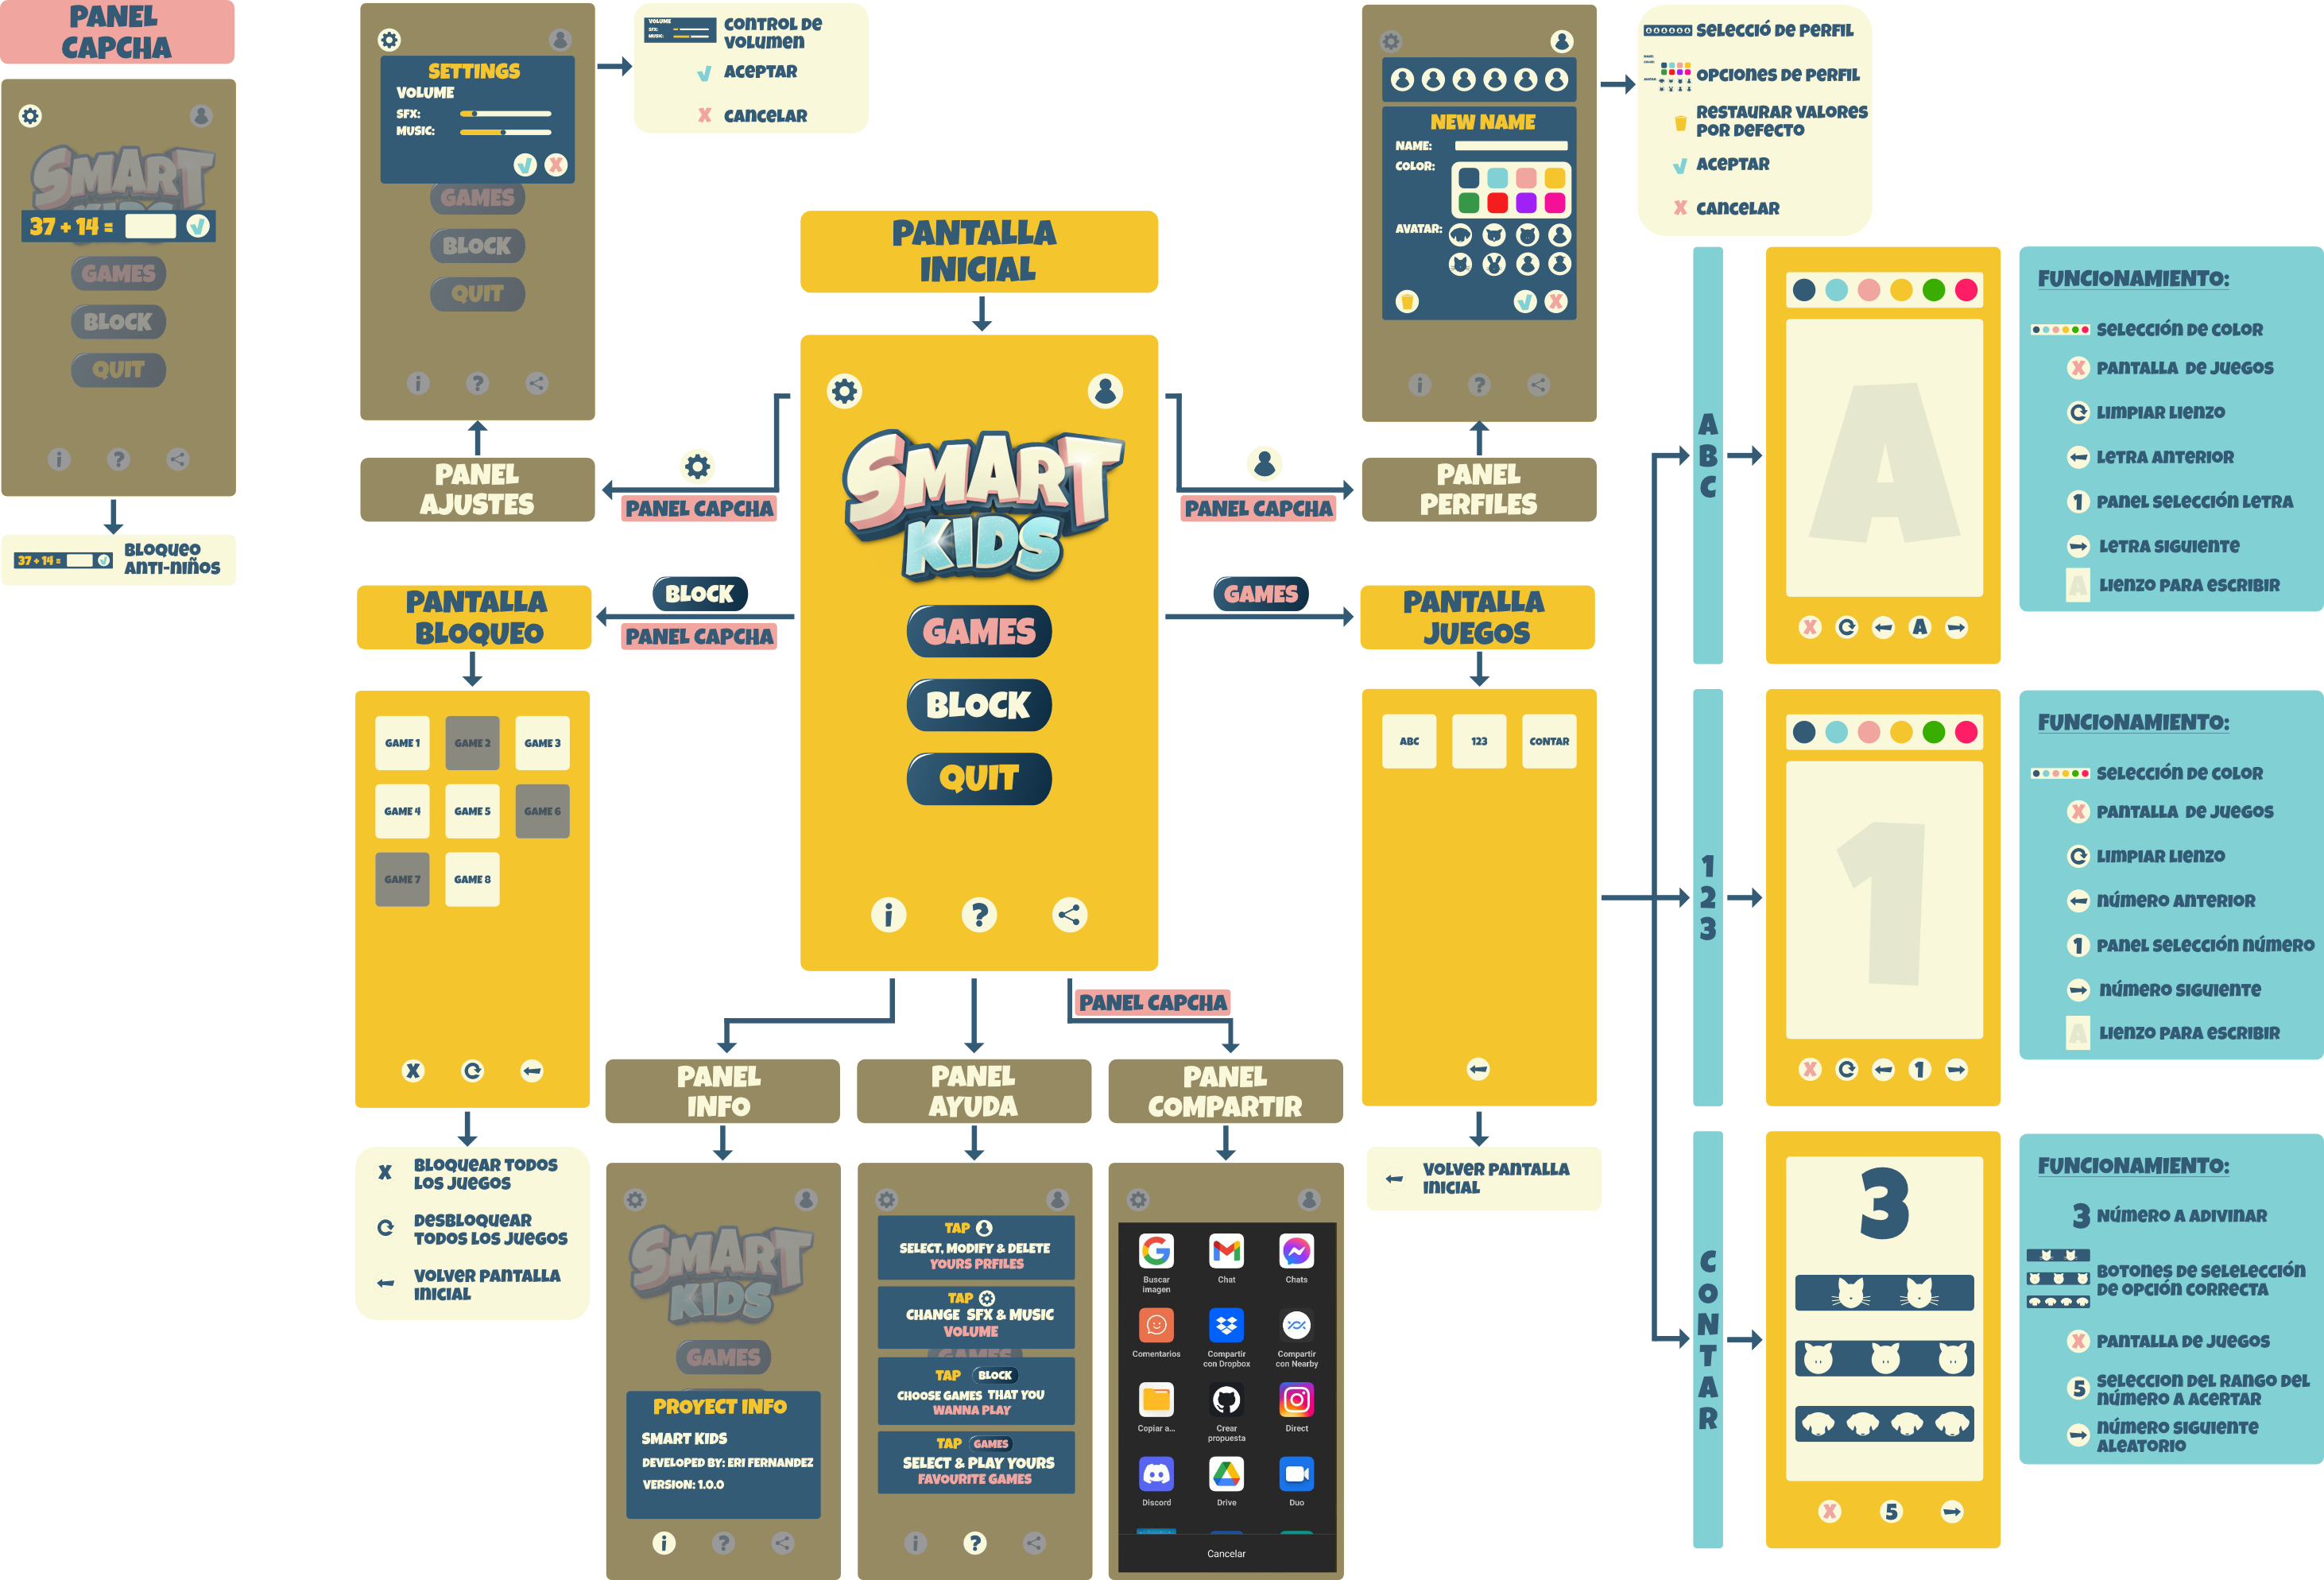 PANEL
CAPCHA
SMART
37 + 14 =
GAMES
BLOCK
QUIT
i
?
37 + 14 =
BLOQUEO
ANTI-NIÑOS
SETTINGS
VOLUME
SFX:
MUSIC:
GAMES
BLOCK
QUIT
i
?
PANEL
AJUSTES
VOLUME
SFX:
MUSIC:
CONTROL DE
VOLUMEN
ACEPTAR
X CANCELAR
PANEL CAPCHA
BLOCK
PANEL CAPCHA
PANTALLA
BLOQUEO
GAME 1
GAME 2
GAME 3
GAME 4
GAME 5
GAME 6
GAME 7
GAME 8
X
X BLOQUEAR TODOS
LOS JUEGOS
DESBLOQUEAR
TODOS LOS JUEGOS
VOLVER PANTALLA
INICIAL
PANTALLA
INICIAL
SMART
KIDS
GAMES
BLOCK
QUIT
i
?
PANEL CAPCHA
PANEL
INFO
SMART
KIDS
GAMES
PROYECT INFO
SMART KIDS
DEVELOPED BY: ERI FERNANDEZ
VERSION: 1.0.0
i
?
PANEL
AYUDA
TAP
SELECT, MODIFY & DELETE
YOURS PRFILES
TAP
CHANGE SFX & MUSIC
VOLUME
GAMES
TAP BLOCK
CHOOSE GAMES THAT YOU
WANNA PLAY
TAP GAMES
SELECT & PLAY YOURS
FAVOURITE GAMES
i
?
PANEL
COMPARTIR
Buscar
imagen
Chat
Chats
Comentarios
Compartir
con Dropbox
Compartir
con Nearby
Copiar a...
Crear
propuesta
Direct
Discord
Drive
Duo
Cancelar
PANEL CAPCHA
GAMES
PANEL
PERFILES
NEW NAME
NAME:
COLOR:
AVATAR:
X
i
?
SELECCIÓ DE PERFIL
OPCIONES DE PERFIL
RESTAURAR VALORES
POR DEFECTO
ACEPTAR
X CANCELAR
PANTALLA
JUEGOS
ABC
123
CONTAR
VOLVER PANTALLA
INICIAL
A
B
C
A
X
A
FUNCIONAMIENTO:
SELECCIÓN DE COLOR
X PANTALLA DE JUEGOS
LIMPIAR LIENZO
LETRA ANTERIOR
1 PANEL SELECCIÓN LETRA
LETRA SIGUIENTE
A LIENZO PARA ESCRIBIR
1
2
3
1
X
1
FUNCIONAMIENTO:
SELECCIÓN DE COLOR
X PANTALLA DE JUEGOS
LIMPIAR LIENZO
NÚMERO ANTERIOR
1 PANEL SELECCIÓN NÚMERO
NÚMERO SIGUIENTE
A LIENZO PARA ESCRIBIR
C
O
N
T
A
R
3
X
5
FUNCIONAMIENTO:
3 NÚMERO A ADIVINAR
BOTONES DE SELELECCIÓN
DE OPCIÓN CORRECTA
X PANTALLA DE JUEGOS
5 SELECCION DEL RANGO DEL
NÚMERO A ACERTAR
NÚMERO SIGUIENTE
ALEATORIO